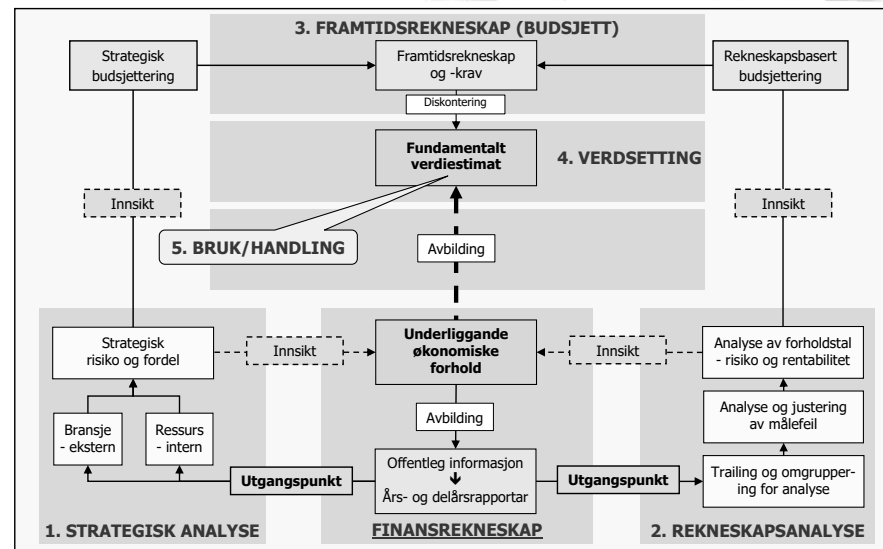 3. FRAMTIDSREKNESKAP (BUDSJETT)
Strategisk
budsjettering
Framtidsrekneskap
og -krav
Rekneskapsbasert
budsjettering
Diskontering
Fundamentalt
verdiestimat
4. VERDSETTING
Innsikt
Innsikt
5. BRUK/HANDLING
Avbilding
Strategisk
risiko og fordel
Innsikt
Underliggande
økonomiske
forhold
Innsikt
Analyse av forholdstal
- risiko og rentabilitet
Bransje
- ekstern
Ressurs
- intern
Avbilding
Analyse og justering
av målefeil
Utgangspunkt
Offentleg informasjon
Års- og delårsrapportar
Utgangspunkt
Trailing og omgrupper-
ing for analyse
1. STRATEGISK ANALYSE
FINANSREKNESKAP
2. REKNESKAPSANALYSE